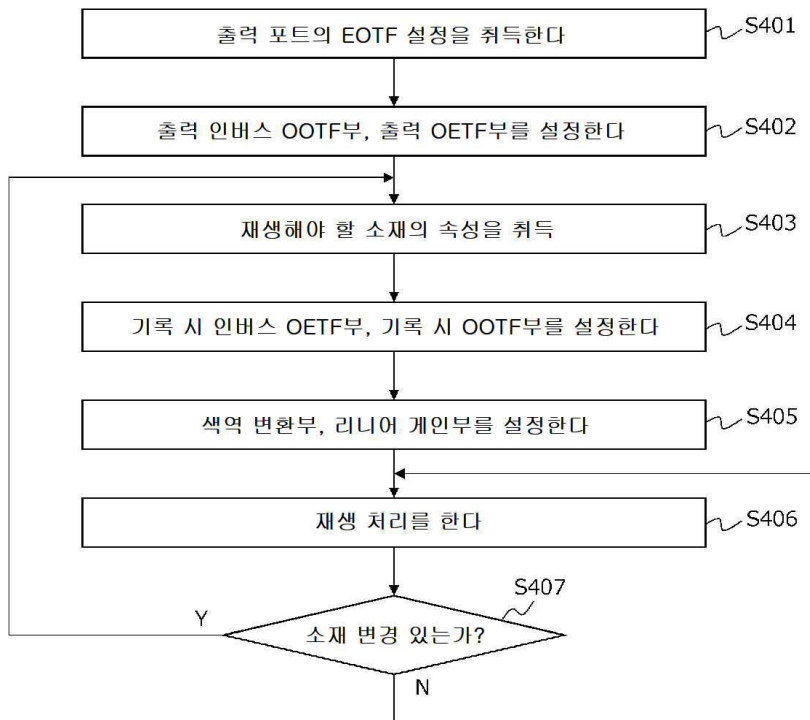 출력 포트의 EOTF 설정을 취득한다
S401
출력 인버스 OOTF부, 출력 OETF부를 설정한다
S402
재생해야 할 소재의 속성을 취득
S403
기록 시 인버스 OETF부, 기록 시 OOTF부를 설정한다
S404
색역 변환부, 리니어 게인부를 설정한다
S405
재생 처리를 한다
S406
S407
Y
소재 변경 있는가?
N